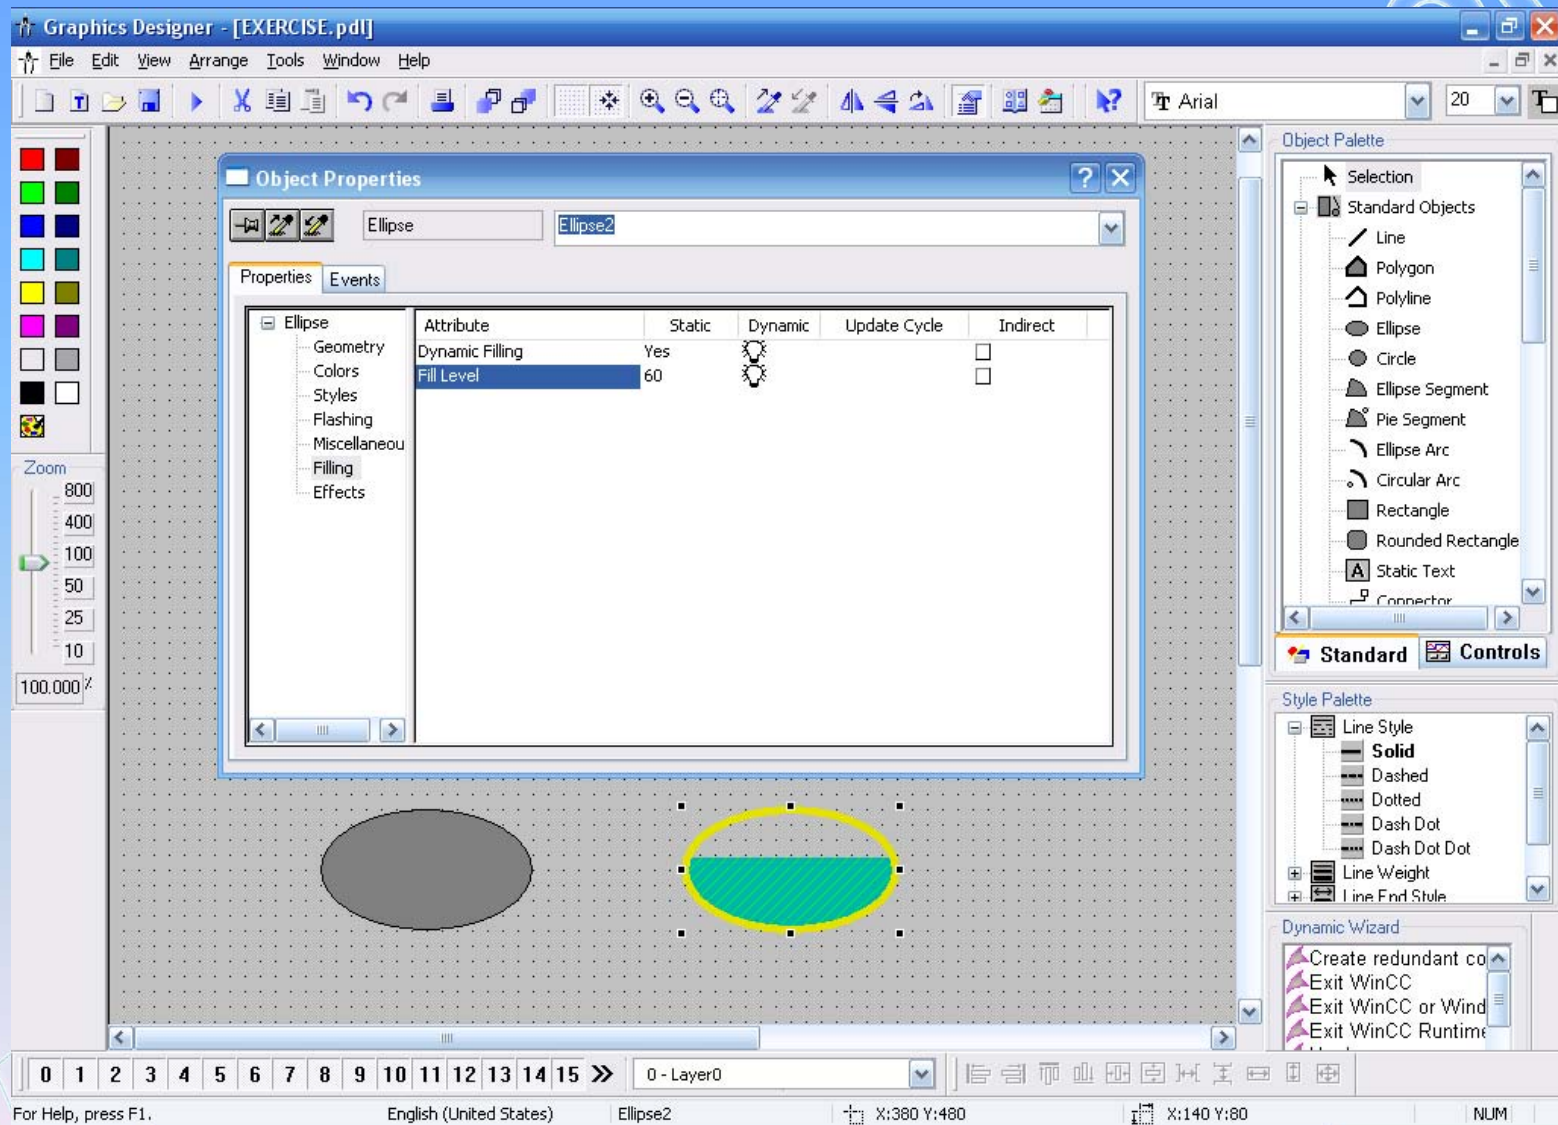 Graphics Designer - [EXERCISE.pdl]
File Edit View Arrange Tools Window Help
Arial 20
Object Properties
Ellipse Ellipse2
Properties Events
Ellipse
Geometry
Colors
Styles
Flashing
Miscellaneou
Filling
Effects
Attribute Static Dynamic Update Cycle Indirect
Dynamic Filling Yes
Fill Level 60
Zoom
800
400
100
50
25
10
100.000 %
Object Palette
Selection
Standard Objects
Line
Polygon
Polyline
Ellipse
Circle
Ellipse Segment
Pie Segment
Ellipse Arc
Circular Arc
Rectangle
Rounded Rectangle
A Static Text
Connector
Standard Controls
Style Palette
Line Style
Solid
Dashed
Dotted
Dash Dot
Dash Dot Dot
Line Weight
Line End Style
Dynamic Wizard
Create redundant co
Exit WinCC
Exit WinCC or Wind
Exit WinCC Runtime
0 1 2 3 4 5 6 7 8 9 10 11 12 13 14 15 0 - Layer0
For Help, press F1. English (United States) Ellipse2 X:380 Y:480 X:140 Y:80 NUM